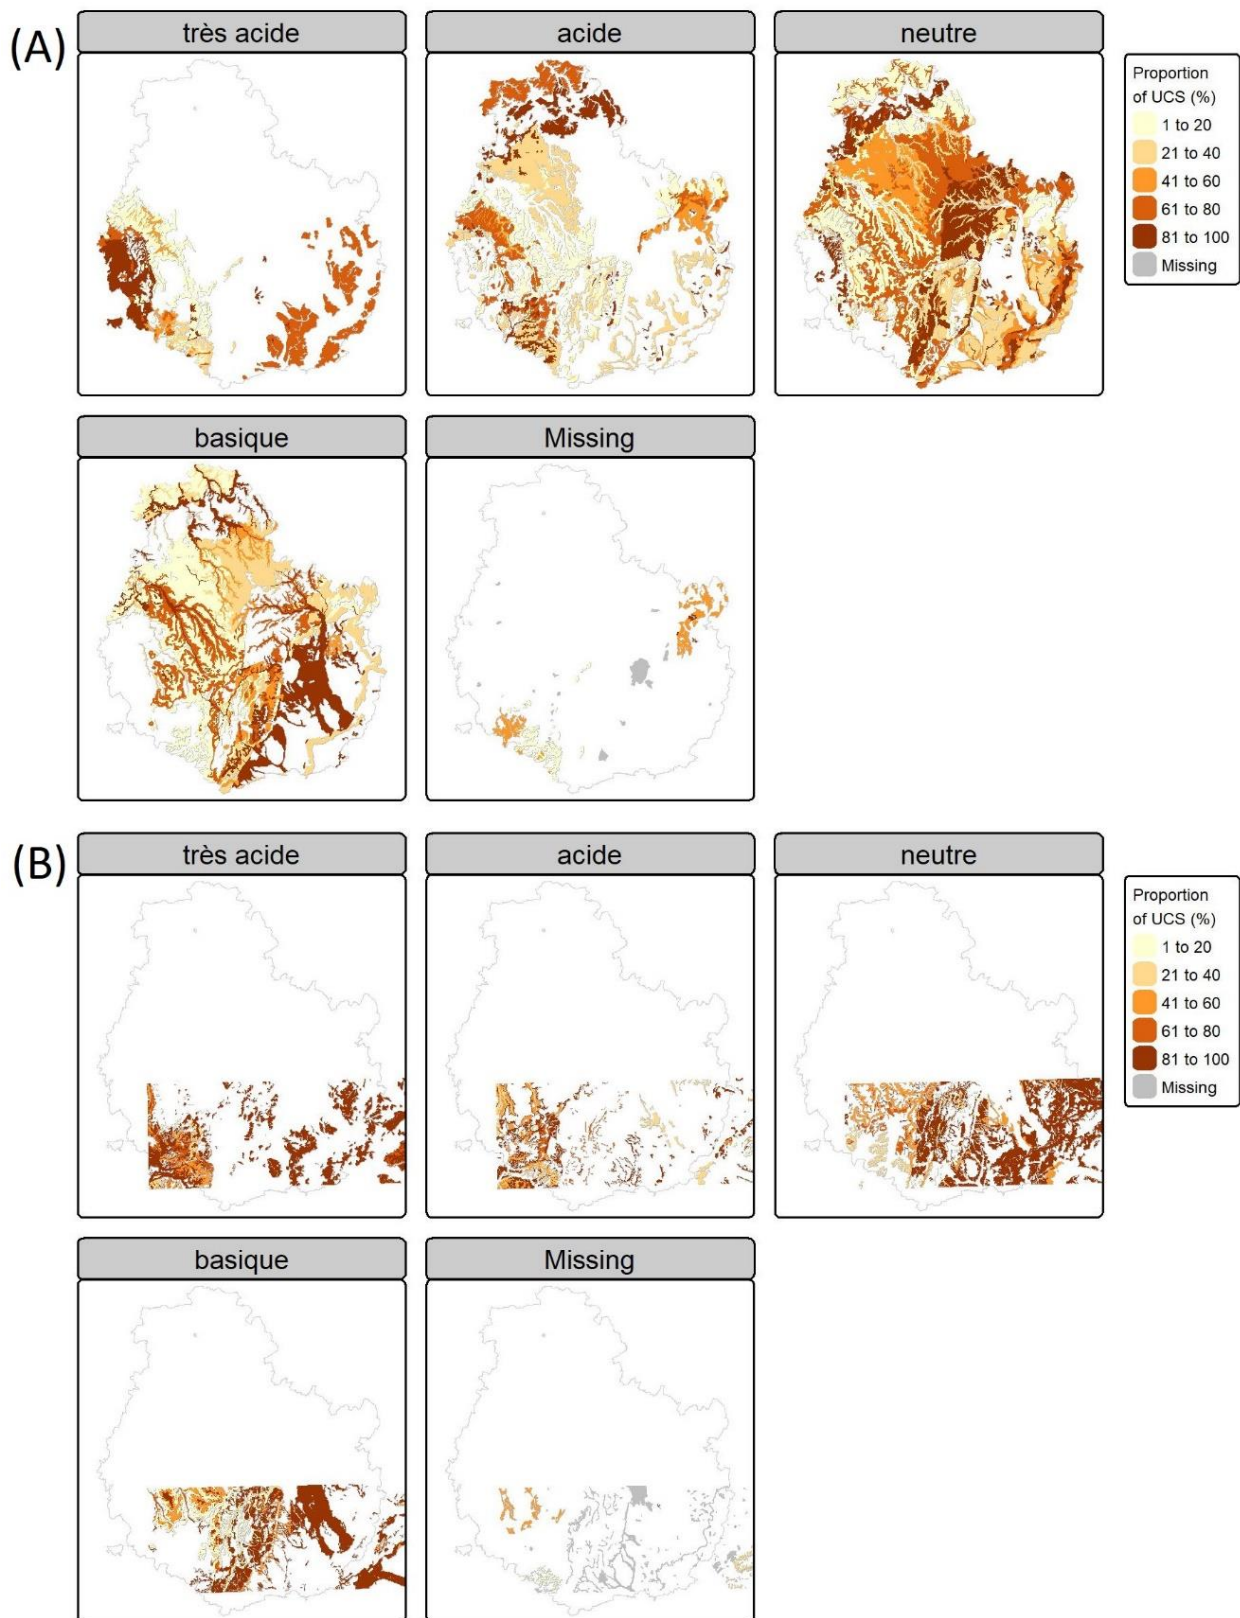 (A)
très acide
acide
neutre
Proportion
of UCS (%)
1 to 20
21 to 40
41 to 60
61 to 80
81 to 100
Missing
basique
Missing
(B)
très acide
acide
neutre
Proportion
of UCS (%)
1 to 20
21 to 40
41 to 60
61 to 80
81 to 100
Missing
basique
Missing